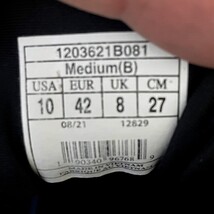 1203621B081
Medium(B)
USA EUR UK CM
10 42 8 27
08/21 12829